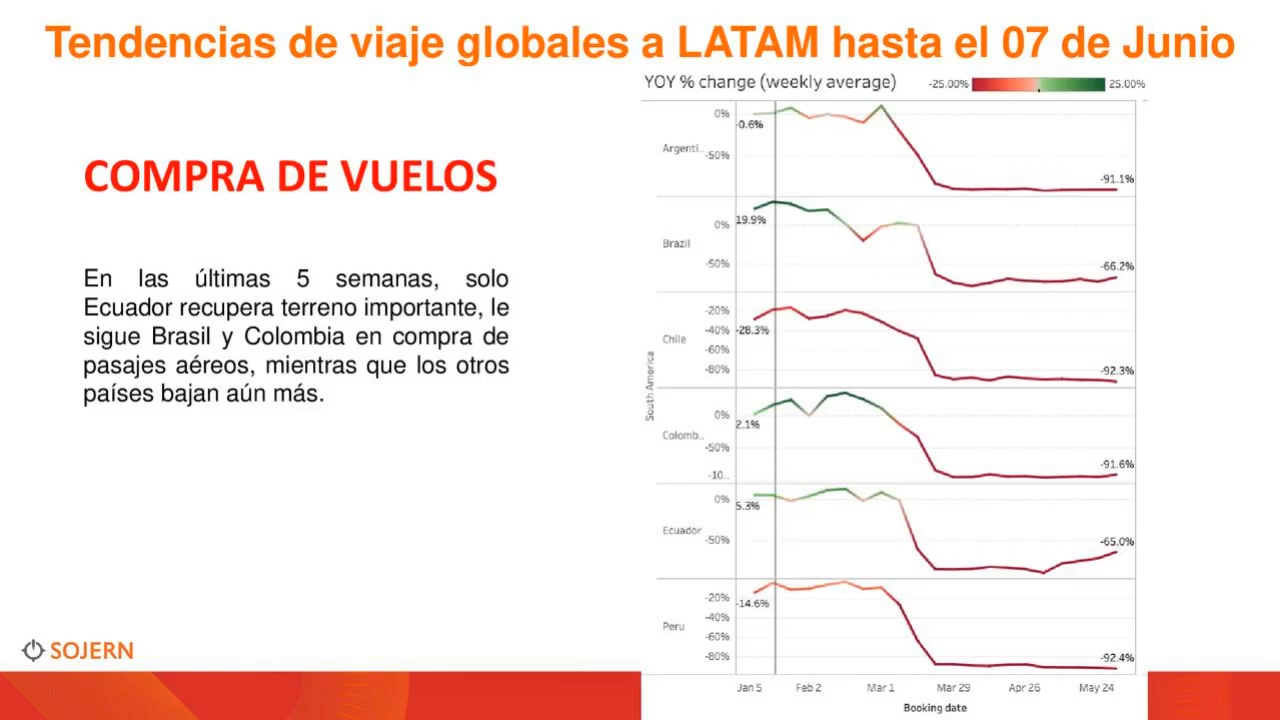 Tendencias de viaje globales a LATAM hasta el 07 de Junio
COMPRA DE VUELOS
En las últimas 5 semanas, solo
Ecuador recupera terreno importante, le
sigue Brasil y Colombia en compra de
pasajes aéreos, mientras que los otros
países bajan aún más.
SOJERN
YOY % change (weekly average)
-25.00% 25.00%
South America
Argenti..
0%
-50%
-0.6%
-91.1%
Brazil
0%
-50%
19.9%
-66.2%
Chile
-20%
-40%
-60%
-80%
-28.3%
-92.3%
Colomb..
0%
-50%
-10..
2.1%
-91.6%
Ecuador
0%
-50%
5.3%
-65.0%
Peru
-20%
-40%
-60%
-80%
-14.6%
-92.4%
Jan 5 Feb 2 Mar 1 Mar 29 Apr 26 May 24
Booking date